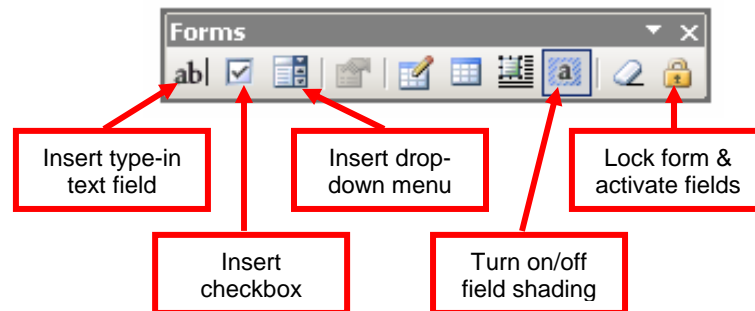 Forms
ab|
a
Insert type-in
text field
Insert drop-
down menu
Lock form &
activate fields
Insert
checkbox
Turn on/off
field shading